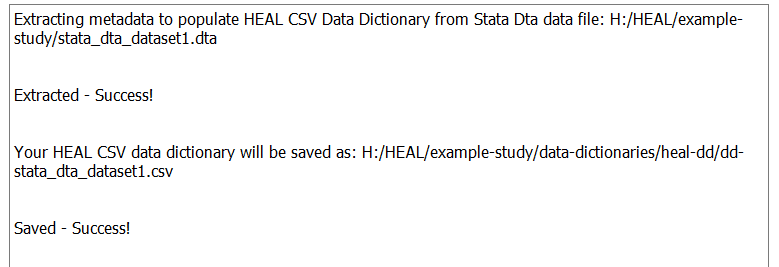 Extracting metadata to populate HEAL CSV Data Dictionary from Stata Dta data file: H:/HEAL/example-
study/stata_dta_dataset1.dta
Extracted - Success!
Your HEAL CSV data dictionary will be saved as: H:/HEAL/example-study/data-dictionaries/heal-dd/dd-
stata_dta_dataset1.csv
Saved - Success!